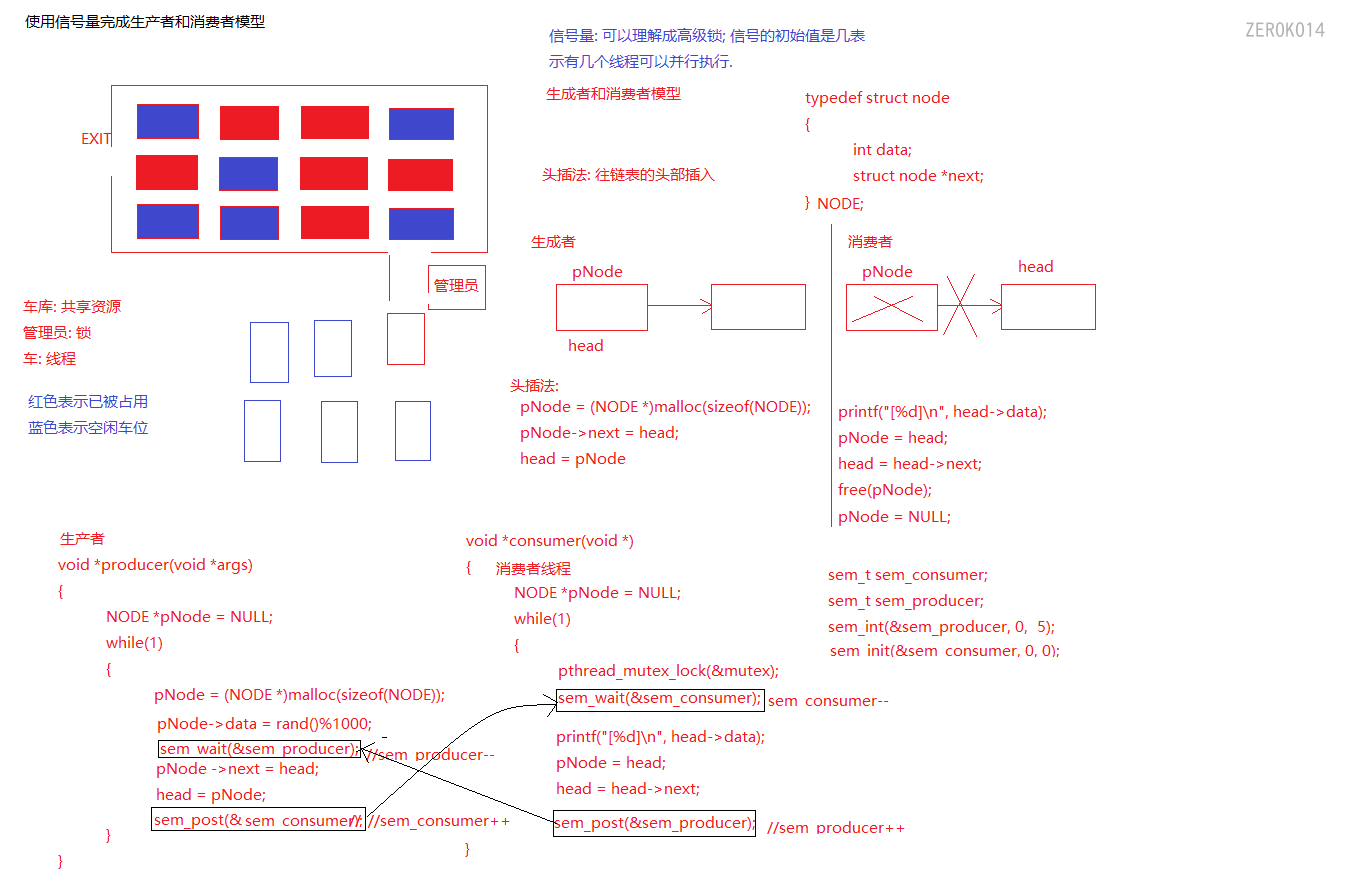 使用信号量完成生产者和消费者模型
ZEROK014
信号量: 可以理解成高级锁; 信号的初始值是几表
示有几个线程可以并行执行.
生成者和消费者模型
typedef struct node
{
int data;
struct node *next;
} NODE;
EXIT
头插法: 往链表的头部插入
管理员
车库: 共享资源
管理员: 锁
车: 线程
红色表示已被占用
蓝色表示空闲车位
生成者
pNode
head
头插法:
pNode = (NODE *)malloc(sizeof(NODE));
pNode->next = head;
head = pNode
消费者
pNode
head
printf("[%d]\n", head->data);
pNode = head;
head = head->next;
free(pNode);
pNode = NULL;
生产者
void *producer(void *args)
{
NODE *pNode = NULL;
while(1)
{
pNode = (NODE *)malloc(sizeof(NODE));
pNode->data = rand()%1000;
sem_wait(&sem_producer); //sem_producer--
pNode ->next = head;
head = pNode;
sem_post(& sem_consumer); //sem_consumer++
}
}
void *consumer(void *)
{ 消费者线程
NODE *pNode = NULL;
while(1)
{
pthread_mutex_lock(&mutex);
sem_wait(&sem_consumer); sem_consumer--
printf("[%d]\n", head->data);
pNode = head;
head = head->next;
sem_post(&sem_producer); //sem_producer++
}
sem_t sem_consumer;
sem_t sem_producer;
sem_int(&sem_producer, 0, 5);
sem_init(&sem_consumer, 0, 0);